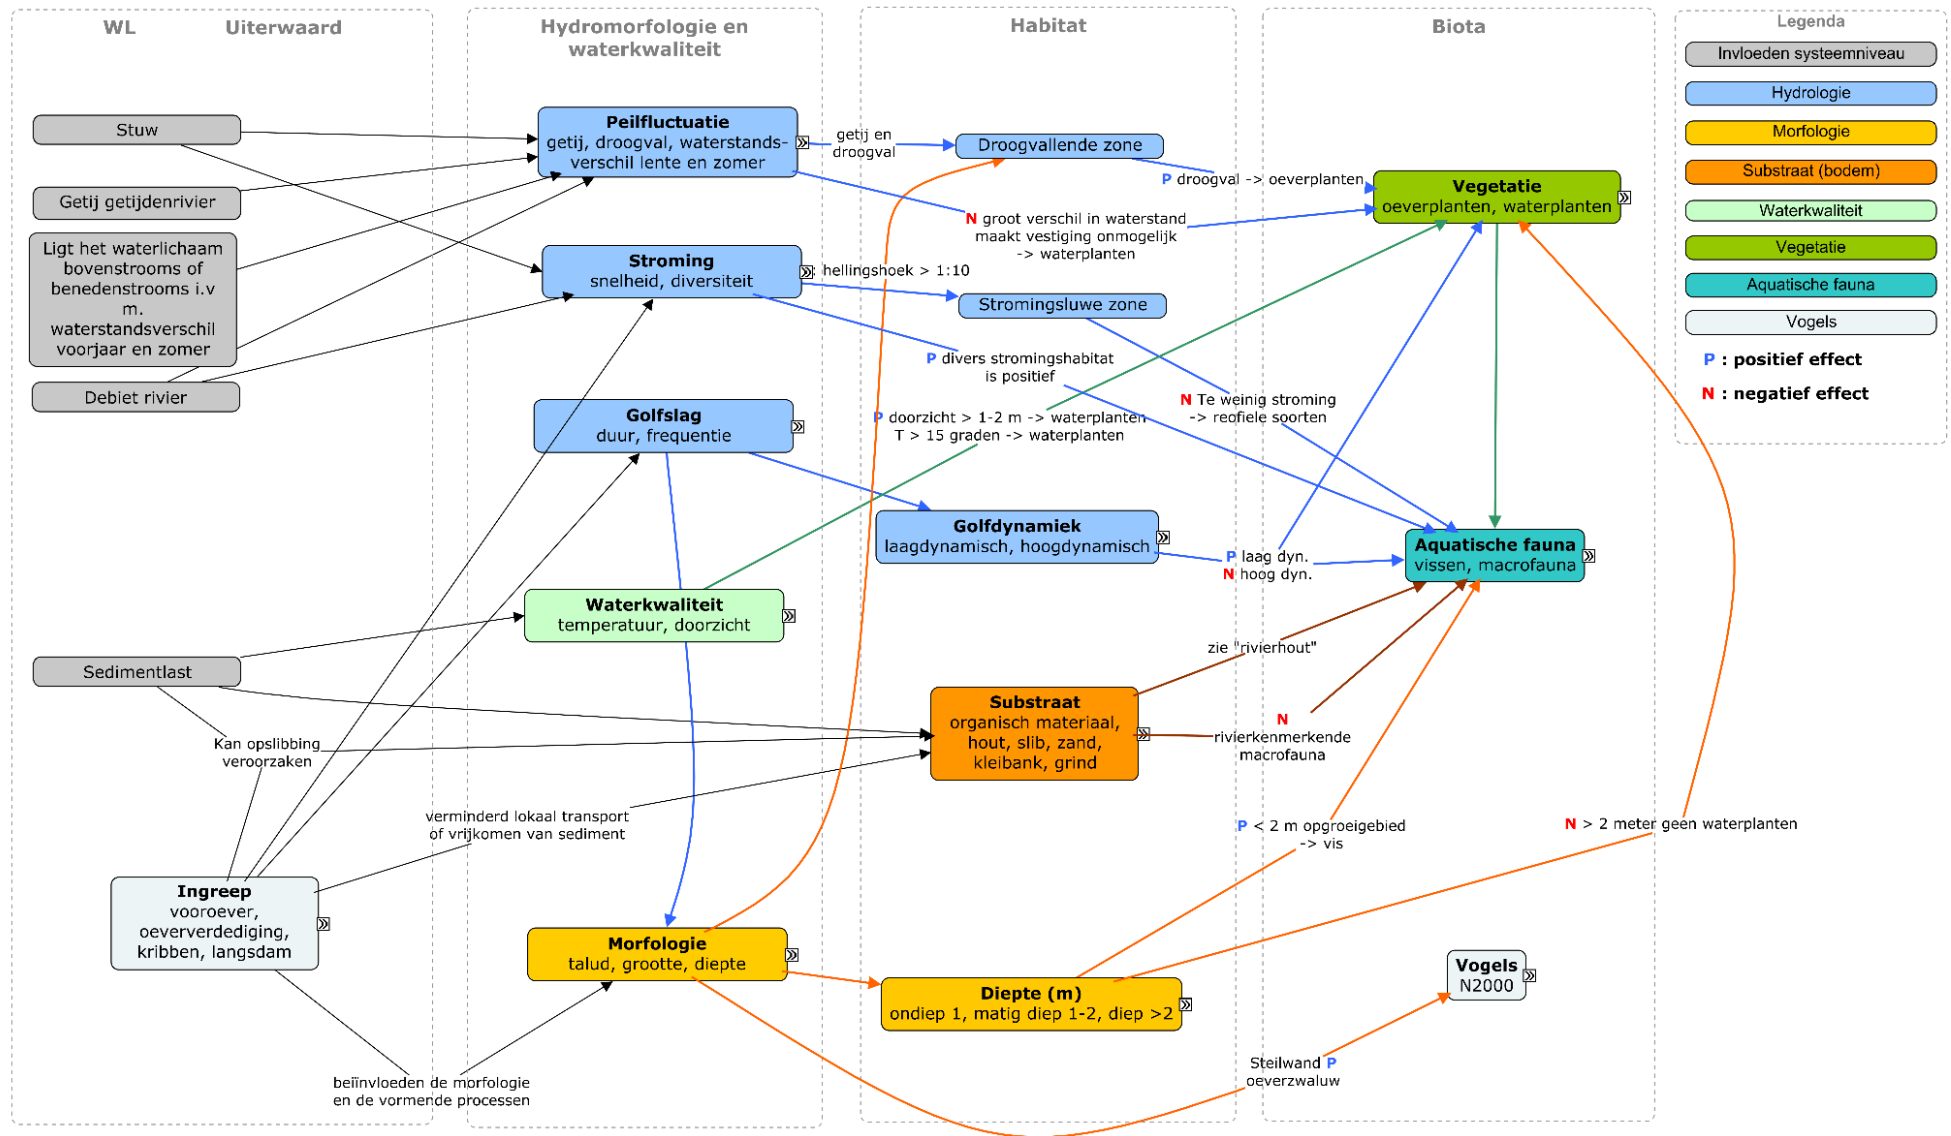 WL
Uiterwaard
Stuw
Getij getijdenrivier
Ligt het waterlichaam
bovenstrooms of
benedenstrooms i.v
m.
waterstandsverschil
voorjaar en zomer
Debiet rivier
Sedimentlast
Kan opslibbing
veroorzaken
Ingreep
vooroever,
oeververdediging,
kribben, langsdam
Hydromorfologie en
waterkwaliteit
Peilfluctuatie
getij, droogval, waterstands-
verschil lente en zomer
Stroming
snelheid, diversiteit
Golfslag
duur, frequentie
Waterkwaliteit
temperatuur, doorzicht
verminderd lokaal transport
of vrijkomen van sediment
Morfologie
talud, grootte, diepte
beïnvloeden de morfologie
en de vormende processen
Habitat
getij en
droogval
Droogvallende zone
N groot verschil in waterstand
maakt vestiging onmogelijk
-> waterplanten
: hellingshoek > 1:10
Stromingsluwe zone
P divers stromingshabitat
is positief
P doorzicht > 1-2 m -> waterplanten
T > 15 graden -> waterplanten
Golfdynamiek
laagdynamisch, hoogdynamisch
Substraat
organisch materiaal,
hout, slib, zand,
kleibank, grind
Diepte (m)
ondiep 1, matig diep 1-2, diep >2
Biota
P droogval -> oeverplanten
Vegetatie
oeverplanten, waterplanten
N Te weinig stroming
-> reofiele soorten
P laag dyn.
N hoog dyn.
Aquatische fauna
vissen, macrofauna
zie "rivierhout"
N
rivierkenmerkende
macrofauna
P < 2 m opgroeigebied
-> vis
N > 2 meter geen waterplanten
Vogels
N2000
Steilwand P
oeverzwaluw
Legenda
Invloeden systeemniveau
Hydrologie
Morfologie
Substraat (bodem)
Waterkwaliteit
Vegetatie
Aquatische fauna
Vogels
P : positief effect
N : negatief effect